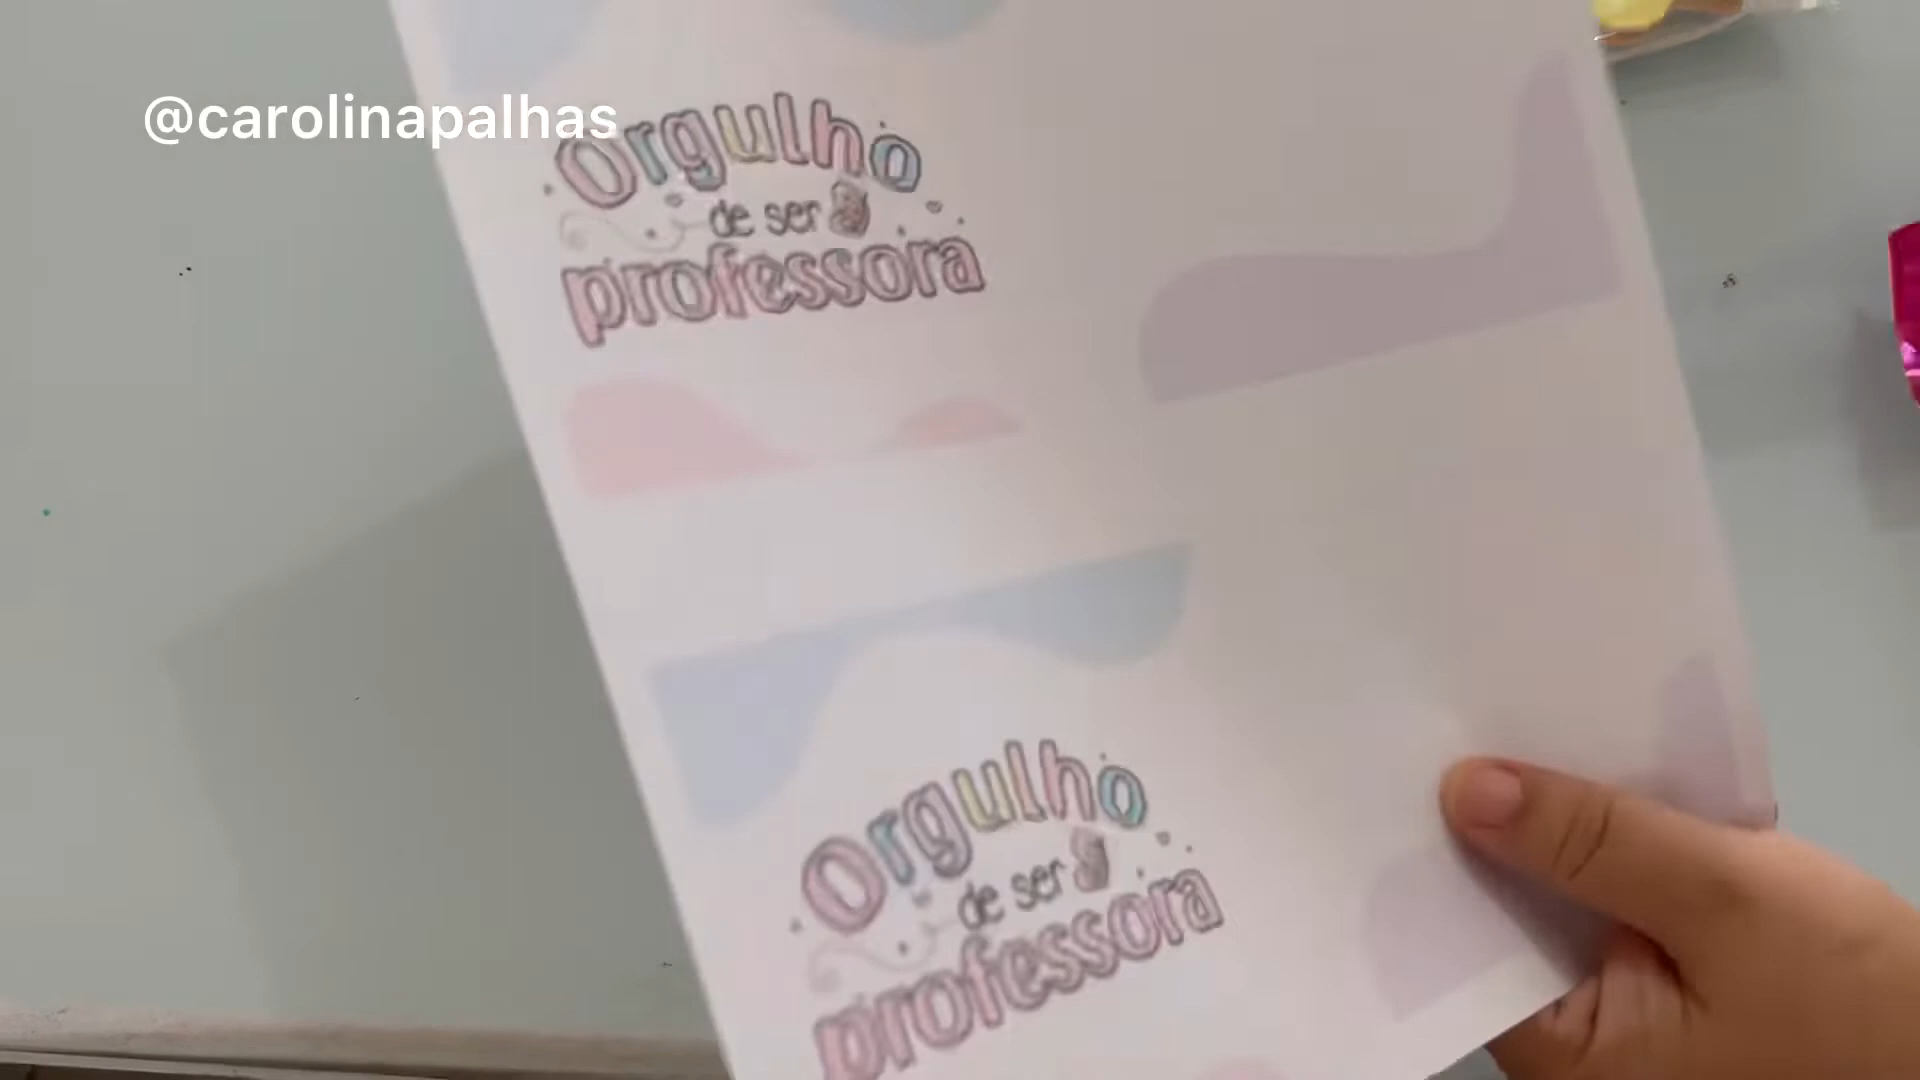 @carolinapalhas
Orgulho
de ser
professora
Orgulho
de ser
professora